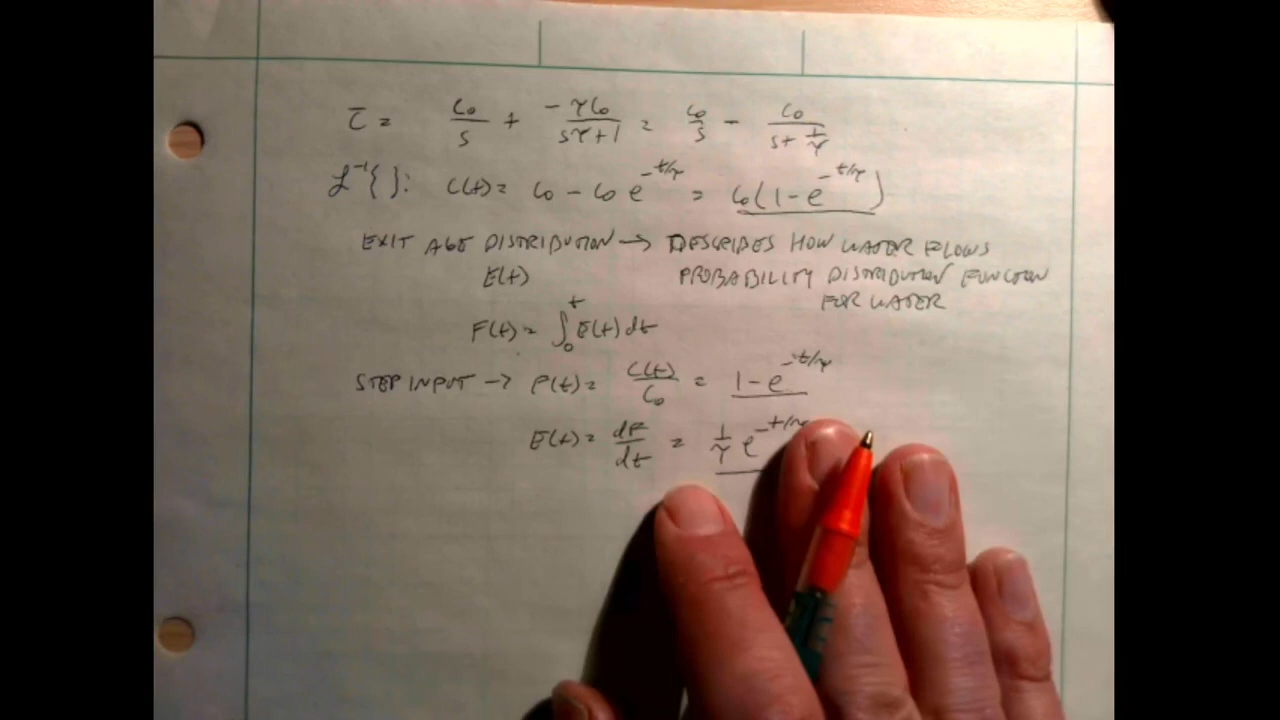 C̄ = C₀/s + -τC₀/(sτ+1) = C₀/s - C₀/(s+1/τ)
ℒ⁻¹{ }: C(t) = C₀ - C₀ e^(-t/τ) = C₀(1-e^(-t/τ))
EXIT AGE DISTRIBUTION → DESCRIBES HOW WATER FLOWS
E(t) PROBABILITY DISTRIBUTION FUNCTION
FOR WATER
F(t) = ∫₀ᵗ E(t) dt
STEP INPUT → F(t) = C(t)/C₀ = 1-e^(-t/τ)
E(t) = dF/dt = 1/τ e^(-t/τ)